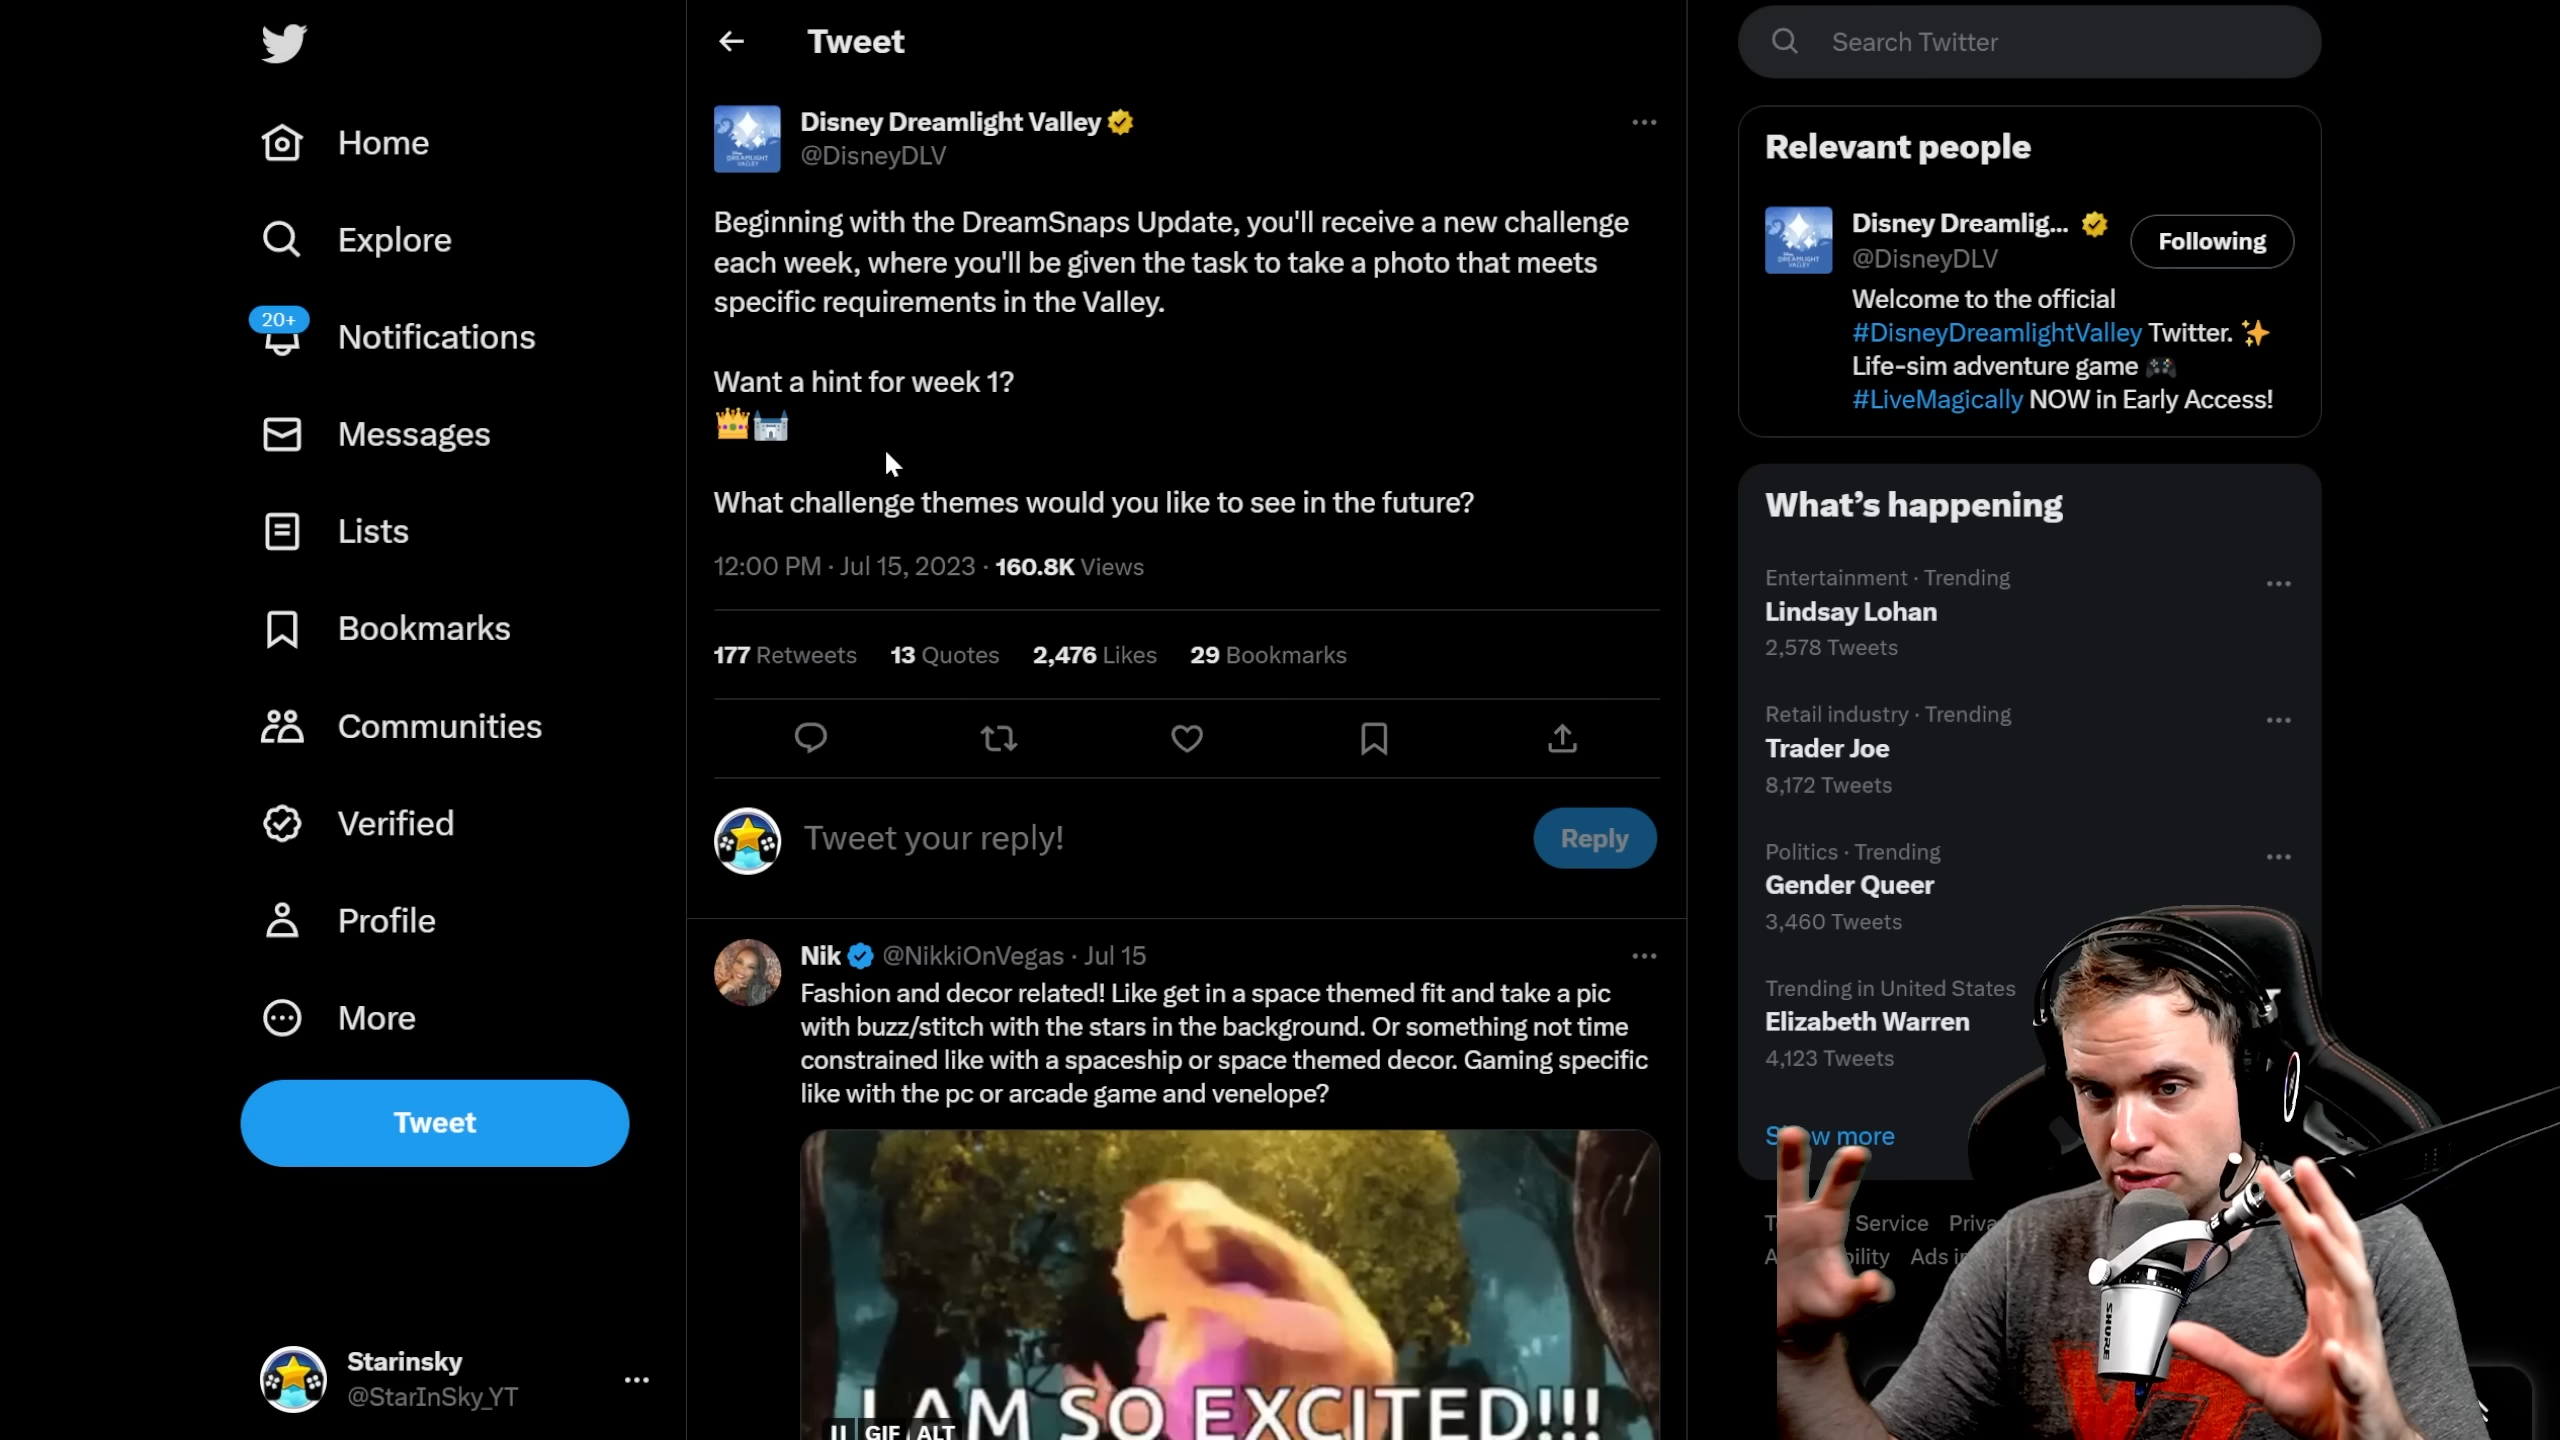 Home
Explore
20+
Notifications
Messages
Lists
Bookmarks
Communities
Verified
Profile
More
Tweet
Starinsky
@StarInSky_YT
Tweet
Disney Dreamlight Valley
@DisneyDLV
Beginning with the DreamSnaps Update, you'll receive a new challenge
each week, where you'll be given the task to take a photo that meets
specific requirements in the Valley.
Want a hint for week 1?
👑🏰
What challenge themes would you like to see in the future?
12:00 PM · Jul 15, 2023 · 160.8K Views
177 Retweets 13 Quotes 2,476 Likes 29 Bookmarks
Tweet your reply!
Reply
Nik @NikkiOnVegas · Jul 15
Fashion and decor related! Like get in a space themed fit and take a pic
with buzz/stitch with the stars in the background. Or something not time
constrained like with a spaceship or space themed decor. Gaming specific
like with the pc or arcade game and venelope?
I AM SO EXCITED!!!
GIF ALT
Search Twitter
Relevant people
Disney Dreamlig...
@DisneyDLV
Following
Welcome to the official
#DisneyDreamlightValley Twitter. ✨
Life-sim adventure game 🎮
#LiveMagically NOW in Early Access!
What's happening
Entertainment · Trending
Lindsay Lohan
2,578 Tweets
Retail industry · Trending
Trader Joe
8,172 Tweets
Politics · Trending
Gender Queer
3,460 Tweets
Trending in United States
Elizabeth Warren
4,123 Tweets
Show more
Service
Ads
SHURE